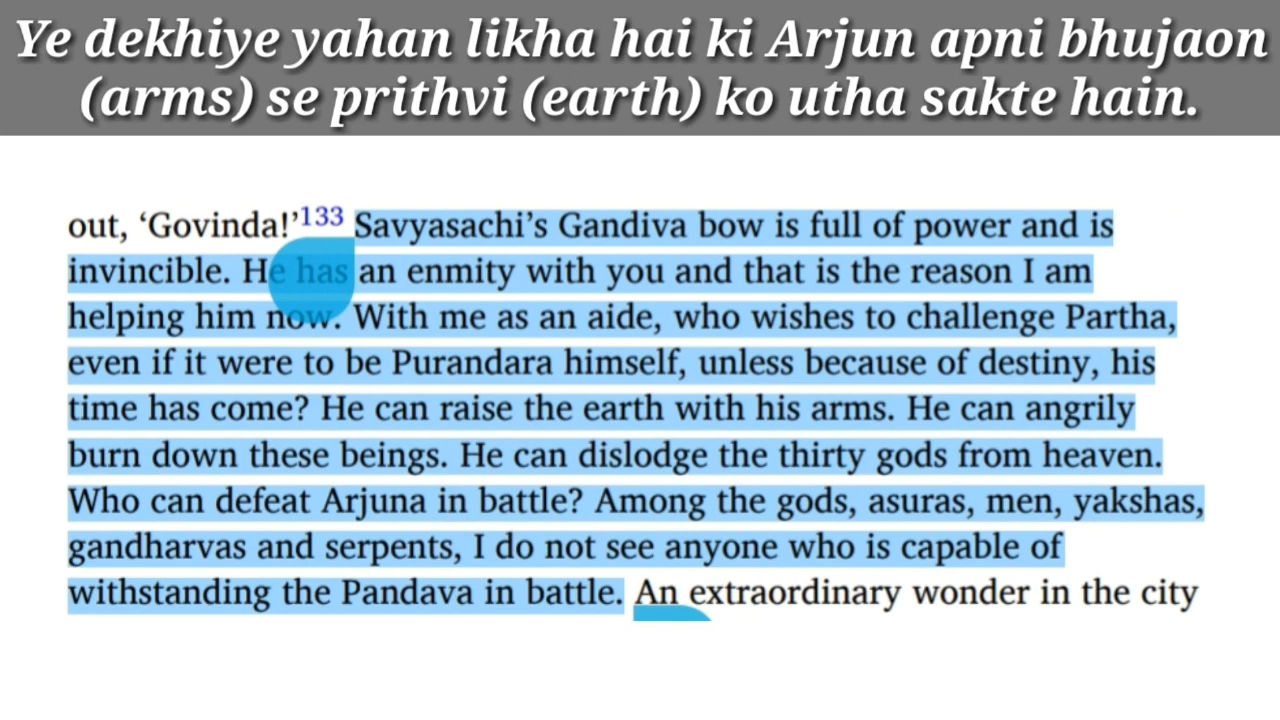 Ye dekhiye yahan likha hai ki Arjun apni bhujaon
(arms) se prithvi (earth) ko utha sakte hain.
out, ‘Govinda!’133 Savyasachi’s Gandiva bow is full of power and is
invincible. He has an enmity with you and that is the reason I am
helping him now. With me as an aide, who wishes to challenge Partha,
even if it were to be Purandara himself, unless because of destiny, his
time has come? He can raise the earth with his arms. He can angrily
burn down these beings. He can dislodge the thirty gods from heaven.
Who can defeat Arjuna in battle? Among the gods, asuras, men, yakshas,
gandharvas and serpents, I do not see anyone who is capable of
withstanding the Pandava in battle. An extraordinary wonder in the city